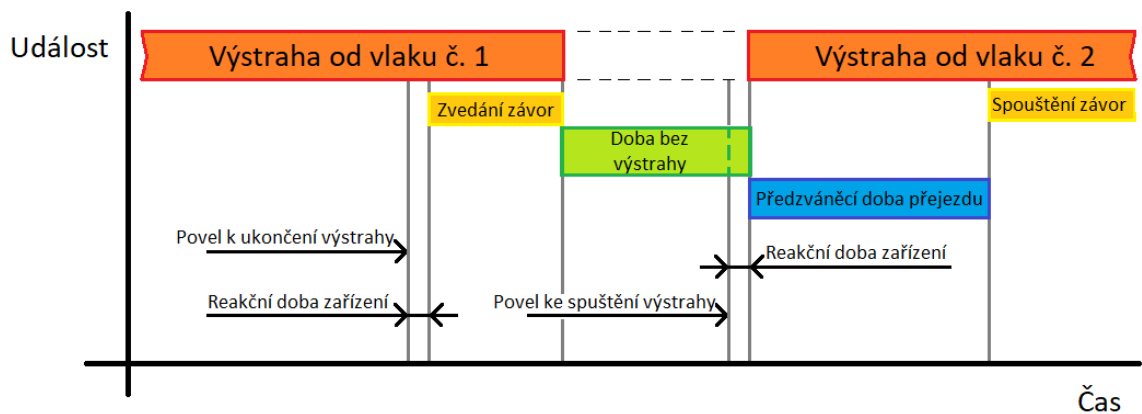 Událost
Výstraha od vlaku č. 1
Výstraha od vlaku č. 2
Zvedání závor
Spouštění závor
Doba bez
výstrahy
Předzváněcí doba přejezdu
Povel k ukončení výstrahy
Reakční doba zařízení
Reakční doba zařízení
Povel ke spuštění výstrahy
Čas